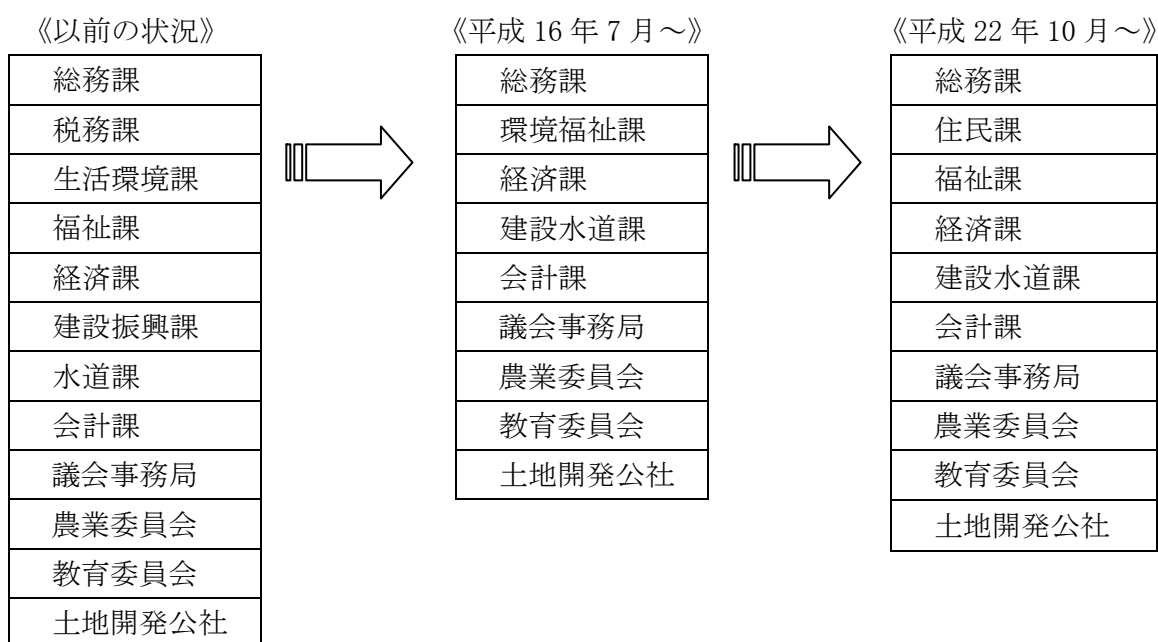 《以前の状況》
総務課
税務課
生活環境課
福祉課
経済課
建設振興課
水道課
会計課
議会事務局
農業委員会
教育委員会
土地開発公社
《平成 16 年 7 月～》
総務課
環境福祉課
経済課
建設水道課
会計課
議会事務局
農業委員会
教育委員会
土地開発公社
《平成 22 年 10 月～》
総務課
住民課
福祉課
経済課
建設水道課
会計課
議会事務局
農業委員会
教育委員会
土地開発公社